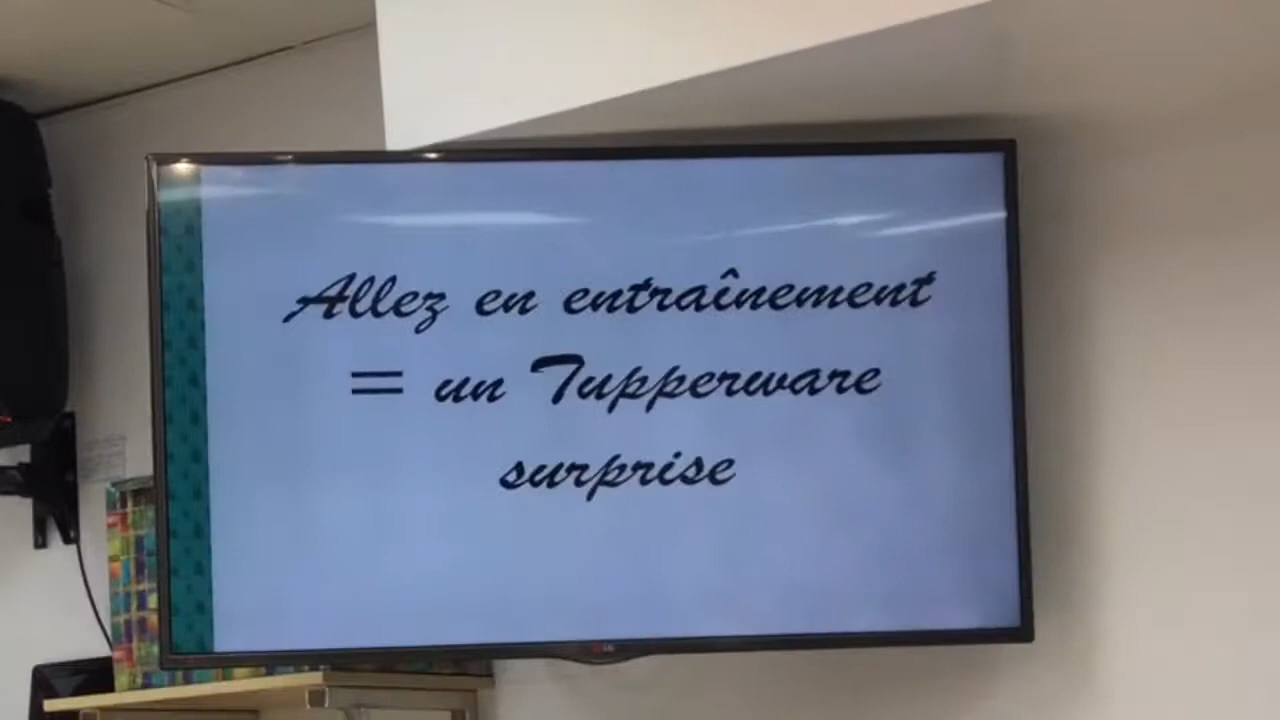 Allez en entraînement
= un Tupperware
surprise